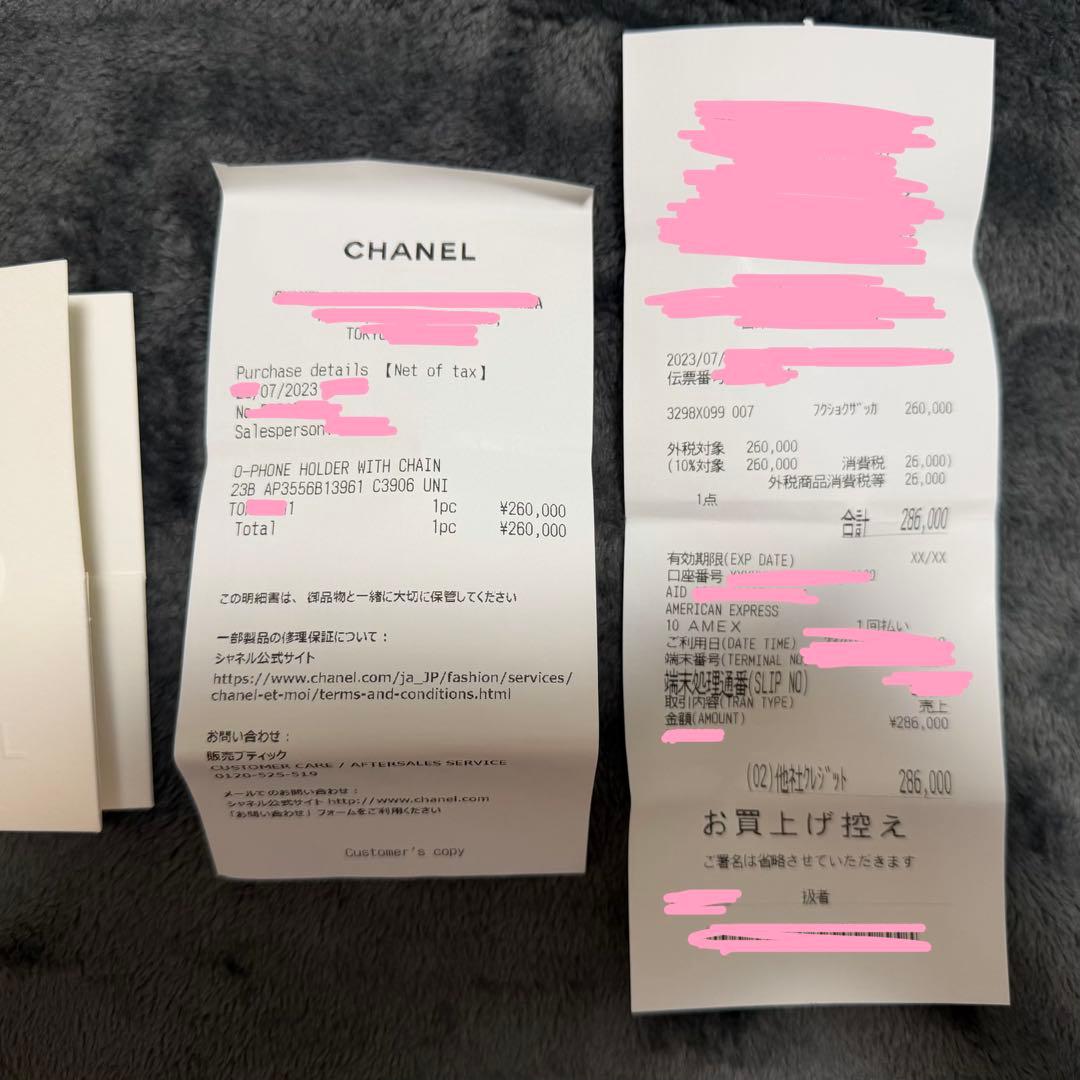 CHANEL
Purchase details 【Net of tax】
/07/2023
No
Salesperson
O-PHONE HOLDER WITH CHAIN
23B AP3556B13961 C3906 UNI
TO 1 1pc ¥260,000
Total 1pc ¥260,000
この明細書は、御品物と一緒に大切に保管してください
一部製品の修理保証について：
シャネル公式サイト
https://www.chanel.com/ja_JP/fashion/services/
chanel-et-moi/terms-and-conditions.html
お問い合わせ：
販売ブティック
CUSTOMER CARE / AFTERSALES SERVICE
0120-525-519
メールでのお問い合わせ：
シャネル公式サイト http://www.chanel.com
「お問い合わせ」フォームをご利用ください
Customer's copy
2023/07/
伝票番号
3298X099 007 フクショクザッカ 260,000
外税対象 260,000
(10%対象 260,000 消費税 26,000)
外税商品消費税等 26,000
1点
合計 286,000
有効期限(EXP DATE) XX/XX
口座番号
AID
AMERICAN EXPRESS
10 AMEX 1回払い
ご利用日(DATE TIME)
端末番号(TERMINAL NO
端末処理通番(SLIP NO)
取引内容(TRAN TYPE) 売上
金額(AMOUNT) ¥286,000
(02)他社クレジット 286,000
お買上げ控え
ご署名は省略させていただきます
扱者